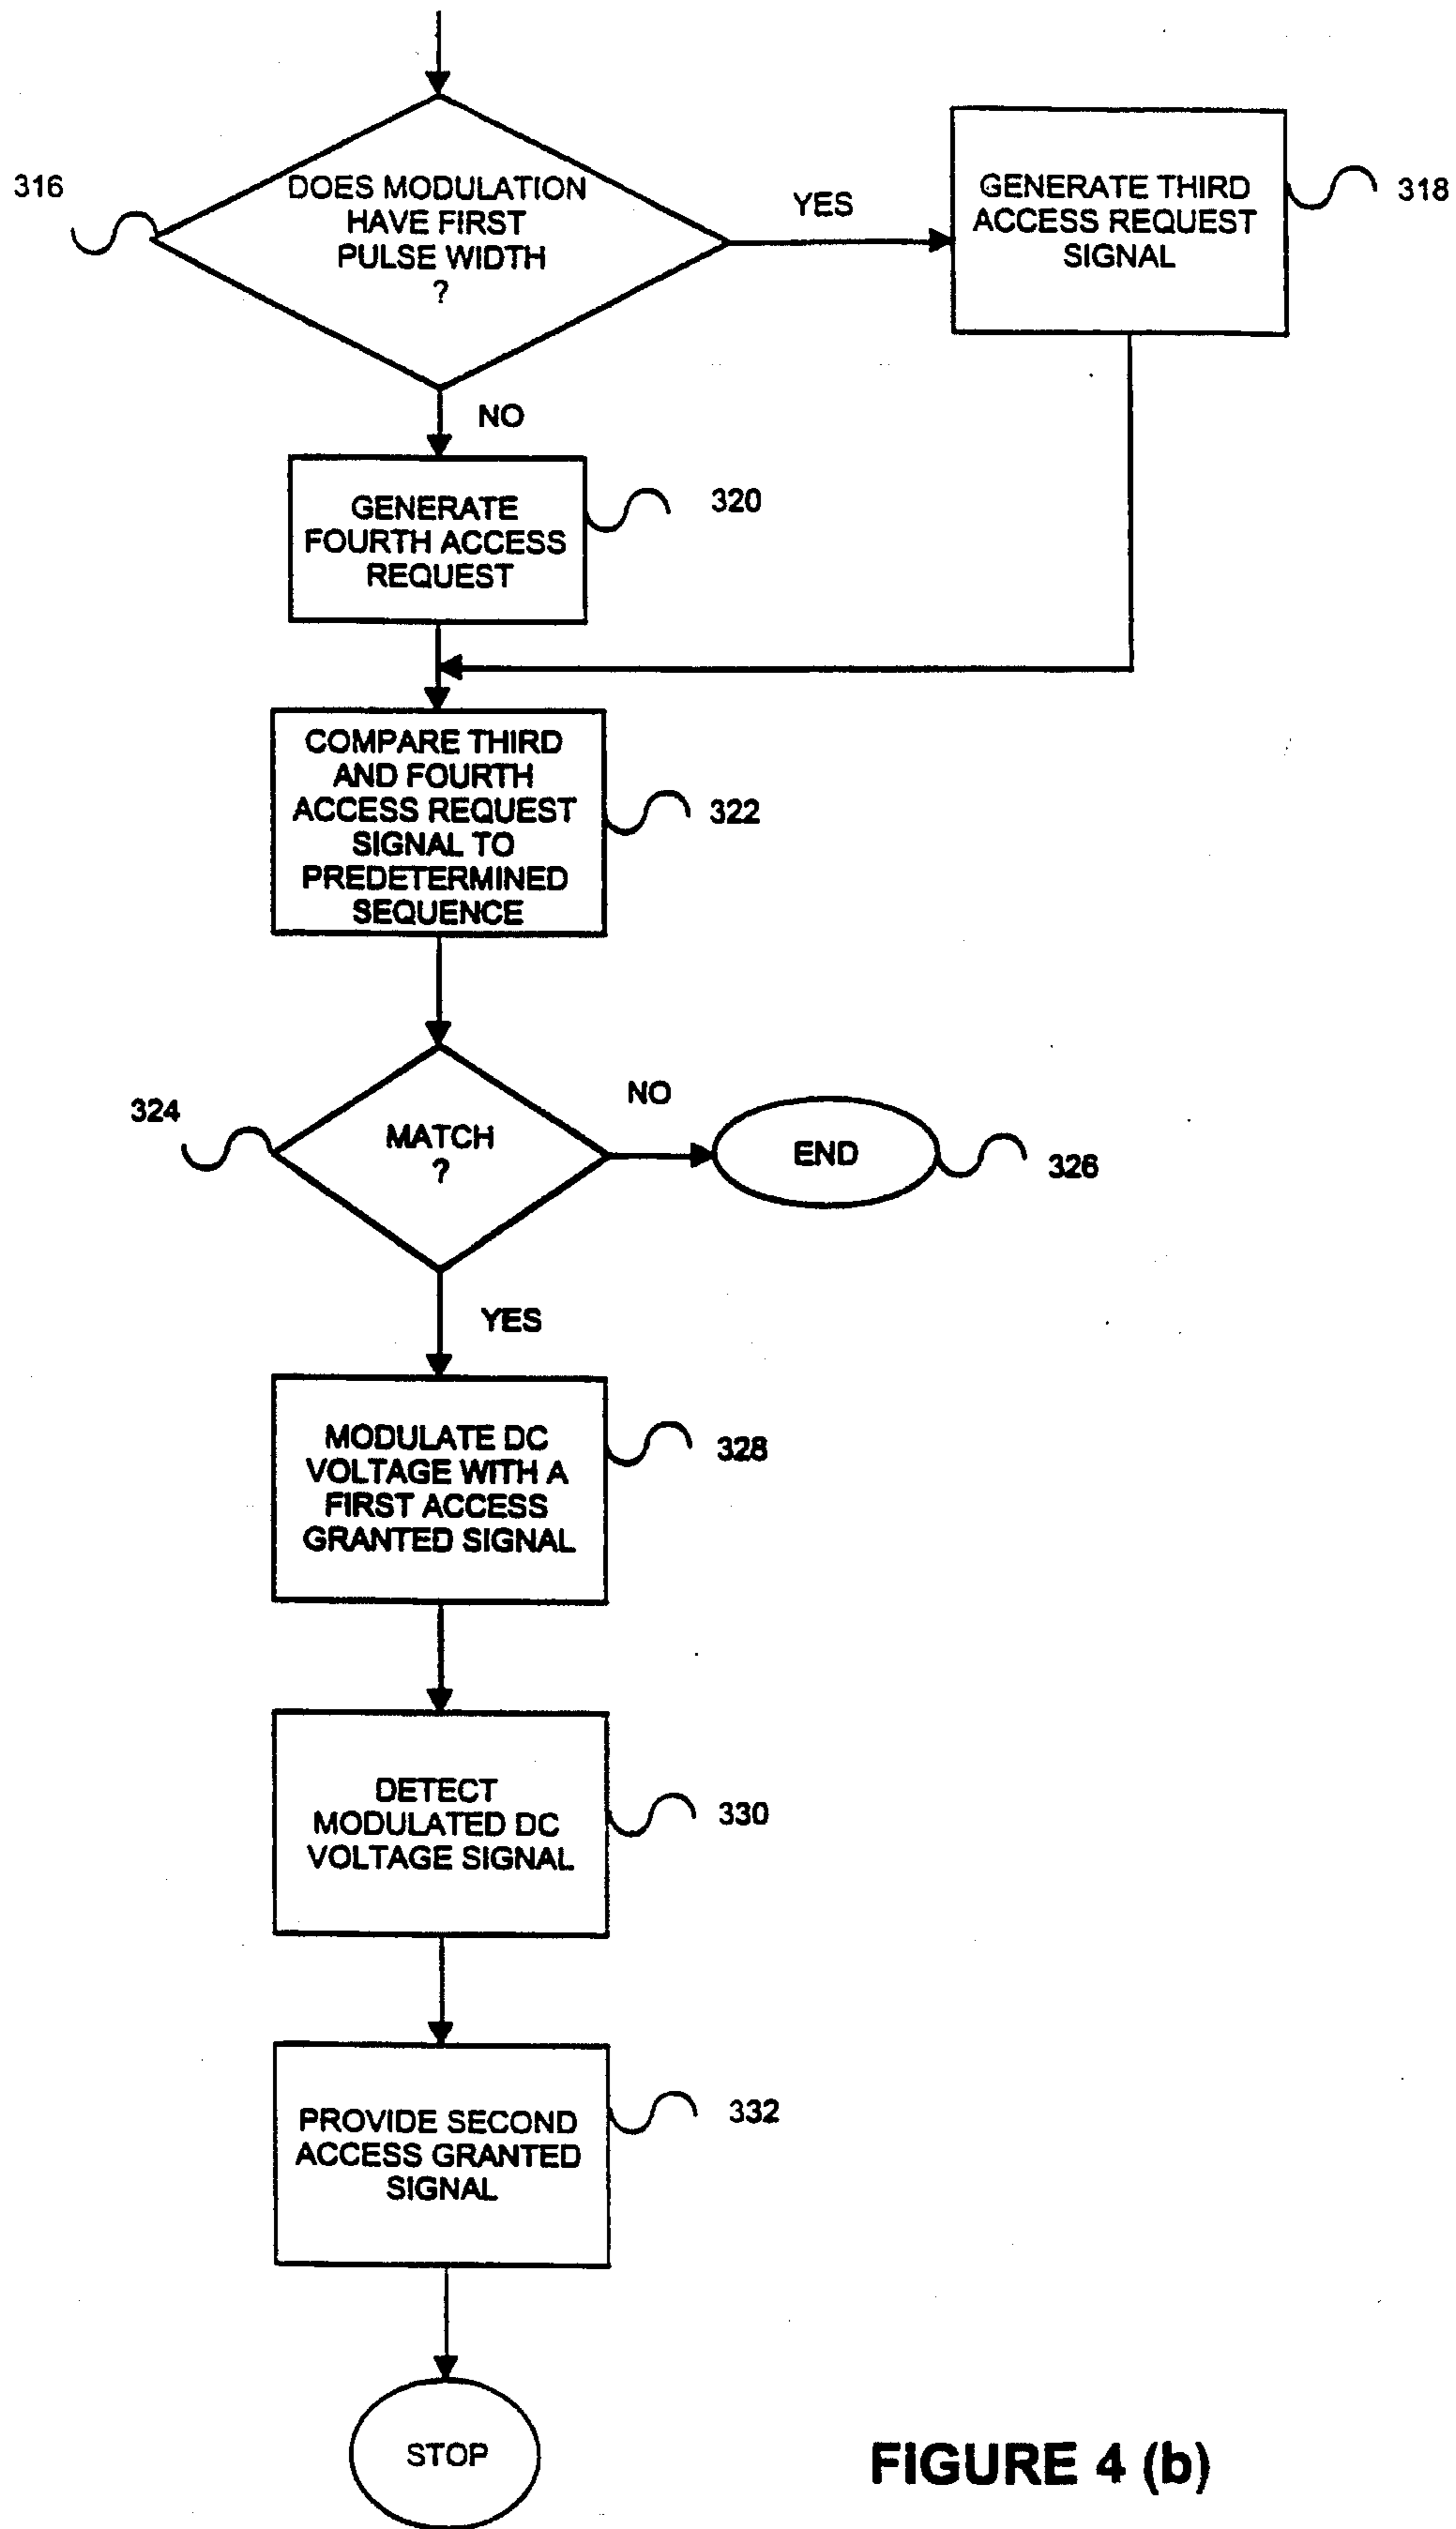 316
DOES MODULATION
HAVE FIRST
PULSE WIDTH
?
YES
GENERATE THIRD
ACCESS REQUEST
SIGNAL
318
NO
GENERATE
FOURTH ACCESS
REQUEST
320
COMPARE THIRD
AND FOURTH
ACCESS REQUEST
SIGNAL TO
PREDETERMINED
SEQUENCE
322
324
MATCH
?
NO
END
326
YES
MODULATE DC
VOLTAGE WITH A
FIRST ACCESS
GRANTED SIGNAL
328
DETECT
MODULATED DC
VOLTAGE SIGNAL
330
PROVIDE SECOND
ACCESS GRANTED
SIGNAL
332
STOP
FIGURE 4 (b)